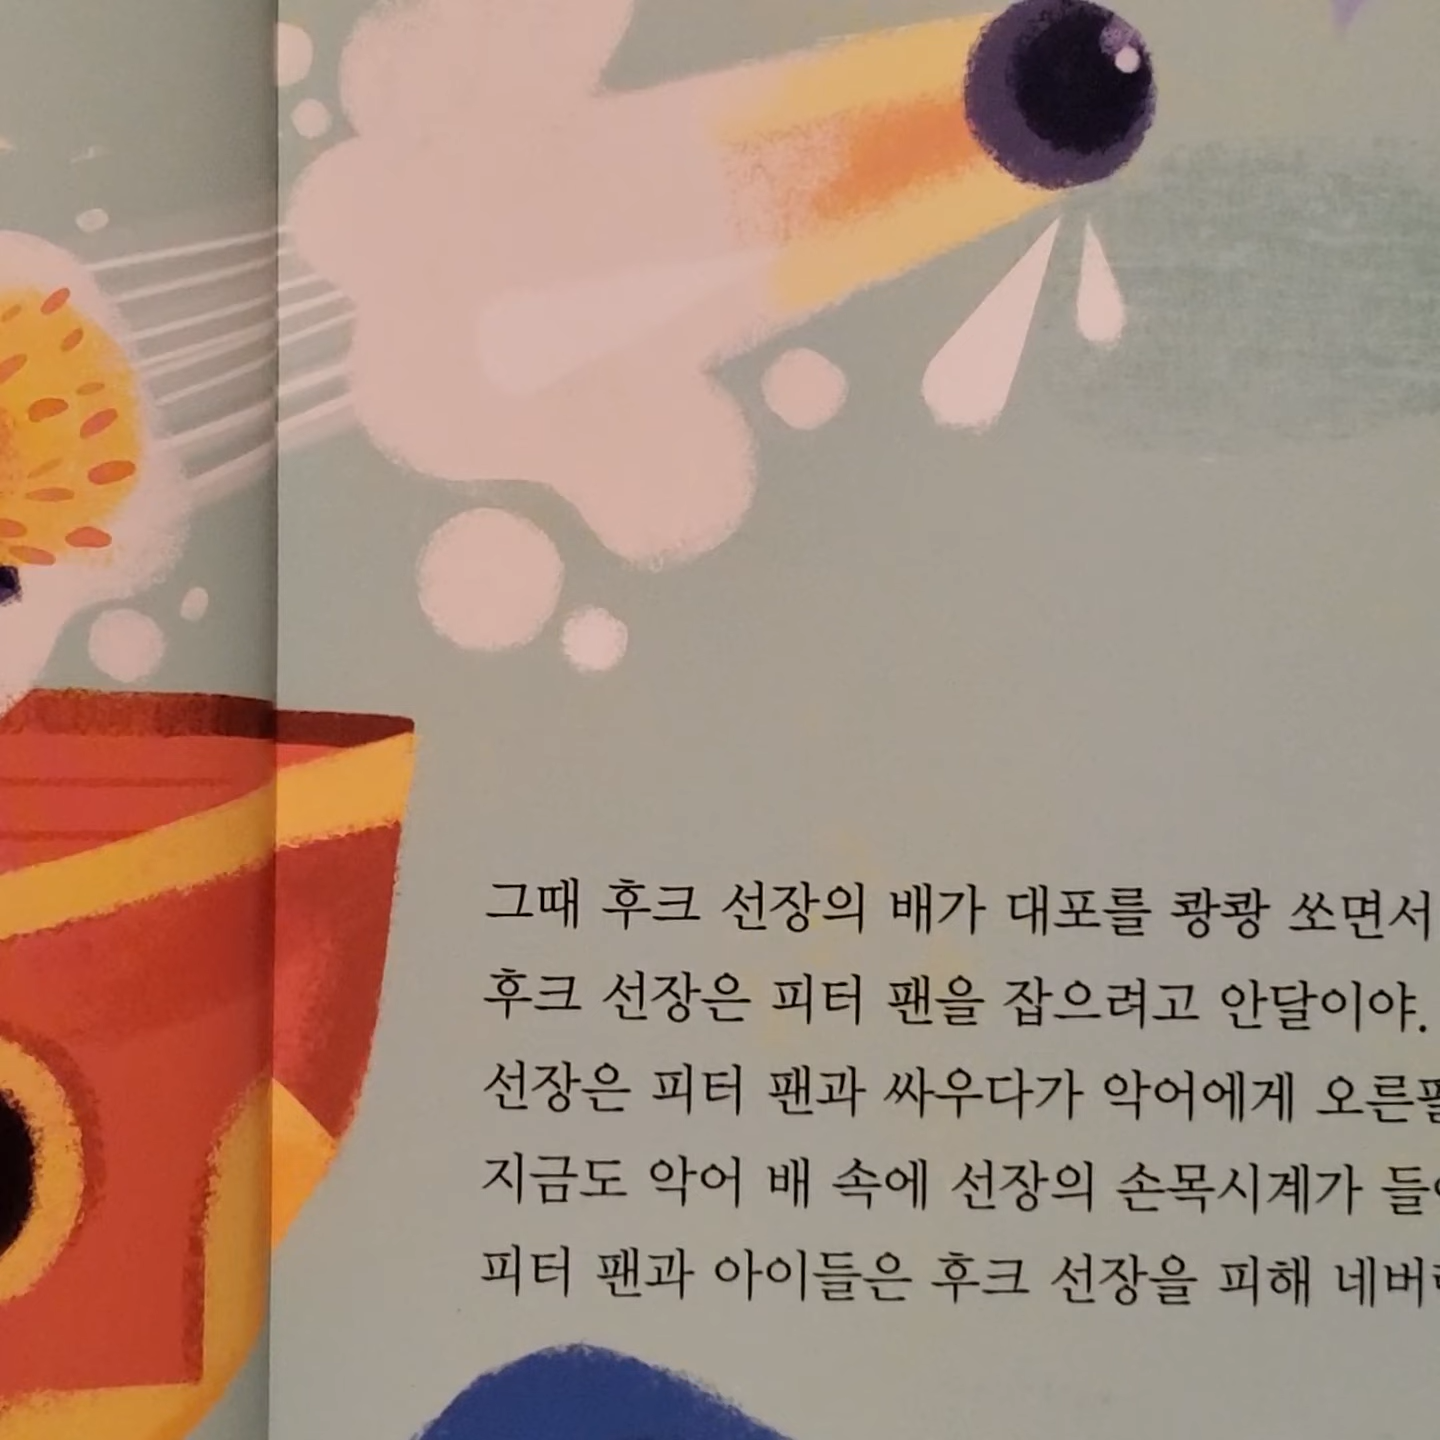 그때 후크 선장의 배가 대포를 쾅쾅 쏘면서
후크 선장은 피터 팬을 잡으려고 안달이야.
선장은 피터 팬과 싸우다가 악어에게
지금도 악어 배 속에 선장의 손목시계가
피터 팬과 아이들은 후크 선장을 피해